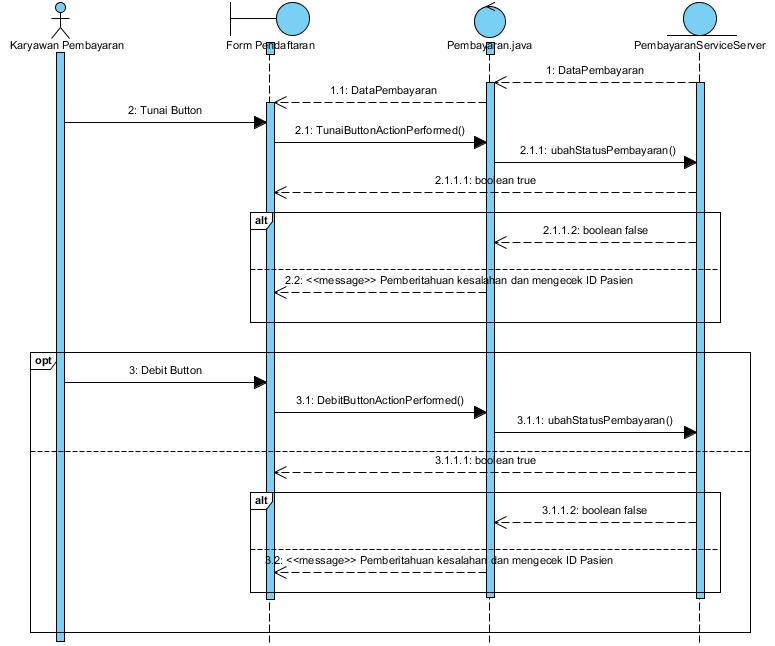 Karyawan Pembayaran
Form Pendaftaran
Pembayaran.java
PembayaranServiceServer
1: DataPembayaran
1.1: DataPembayaran
2: Tunai Button
2.1: TunaiButtonActionPerformed()
2.1.1: ubahStatusPembayaran()
2.1.1.1: boolean true
alt
2.1.1.2: boolean false
2.2: <<message>> Pemberitahuan kesalahan dan mengecek ID Pasien
opt
3: Debit Button
3.1: DebitButtonActionPerformed()
3.1.1: ubahStatusPembayaran()
3.1.1.1: boolean true
alt
3.1.1.2: boolean false
3.2: <<message>> Pemberitahuan kesalahan dan mengecek ID Pasien